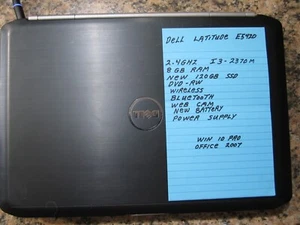 Dell Latitude E5420
2.4GHZ I3-2370M
8GB RAM
New 120GB SSD
DVD-RW
Wireless
Bluetooth
Web Cam
New Battery
Power Supply
DELL
Win 10 Pro
Office 2007